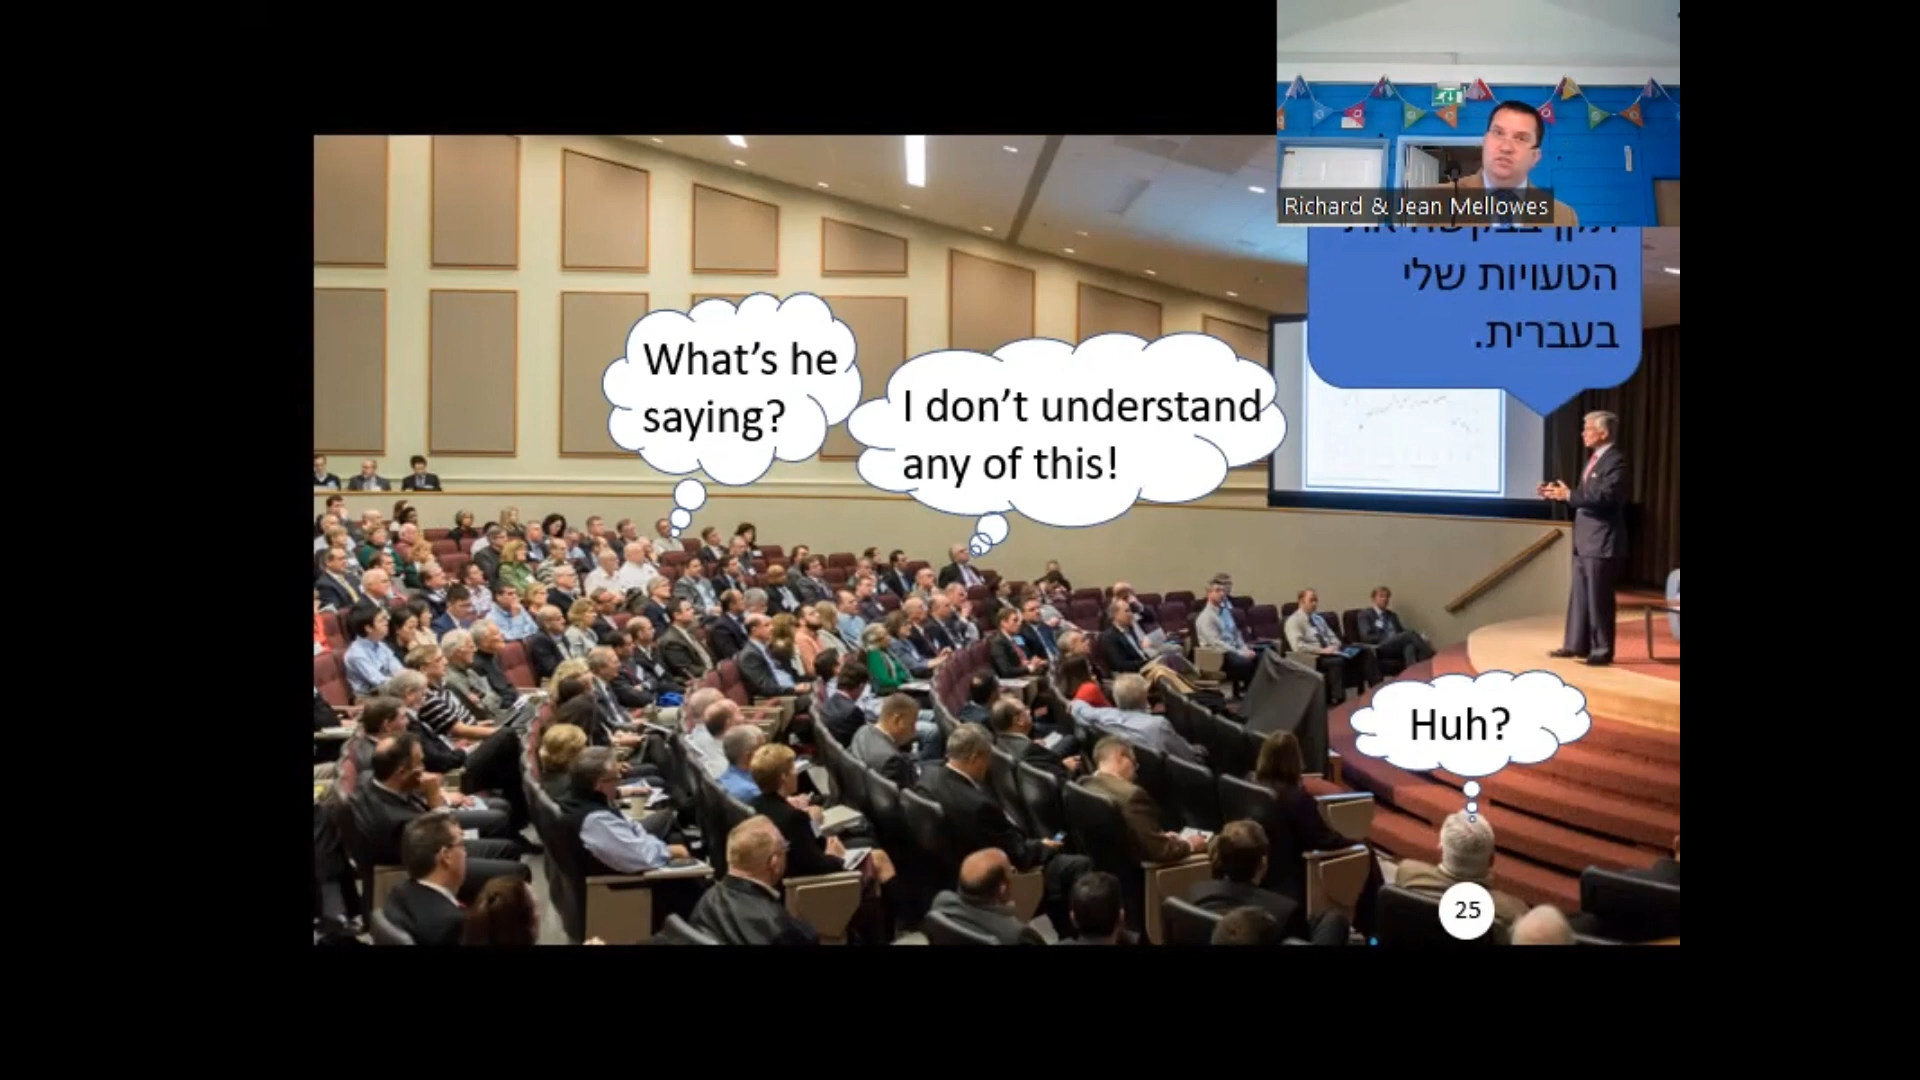 Richard & Jean Mellowes
הטעויות שלי
בעברית.
What's he
saying?
I don't understand
any of this!
Huh?
25